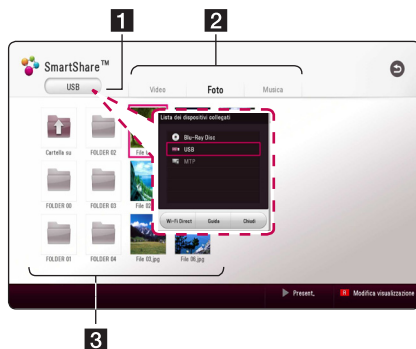 1
2
SmartShare™
USB
Video
Foto
Musica
Lista dei dispositivi collegati
Blu-Ray Disc
USB
MTP
Wi-Fi Direct
Guida
Chiudi
Cartella su
FOLDER 02
FOLDER 00
FOLDER 03
FOLDER 01
FOLDER 04
File 03.jpg
File 36.jpg
Present.
R
Modifica visualizzazione
3